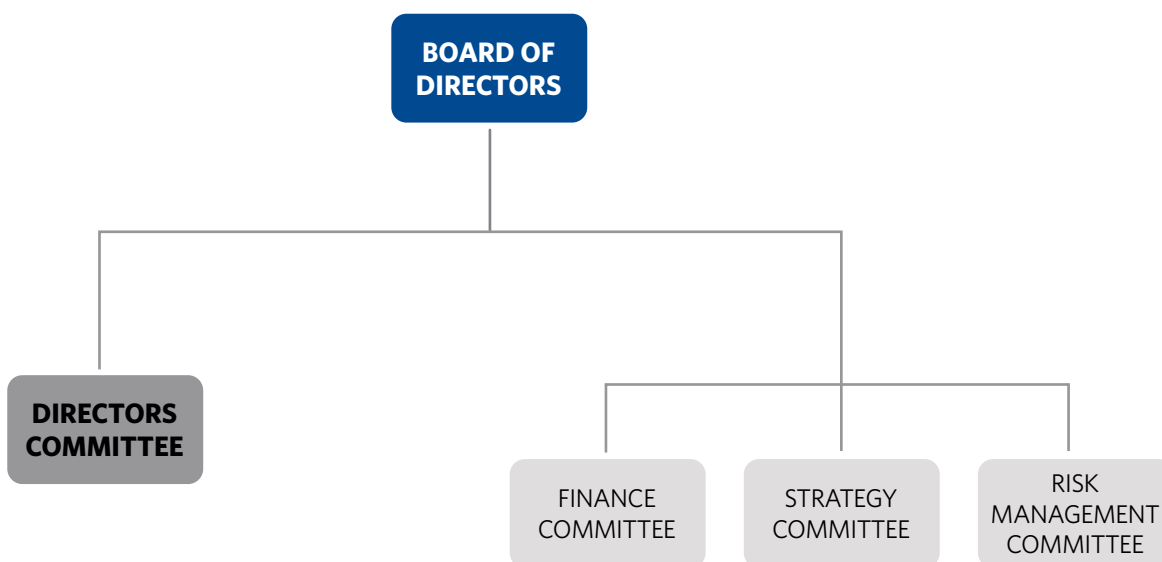 BOARD OF
DIRECTORS
DIRECTORS
COMMITTEE
FINANCE
COMMITTEE
STRATEGY
COMMITTEE
RISK
MANAGEMENT
COMMITTEE